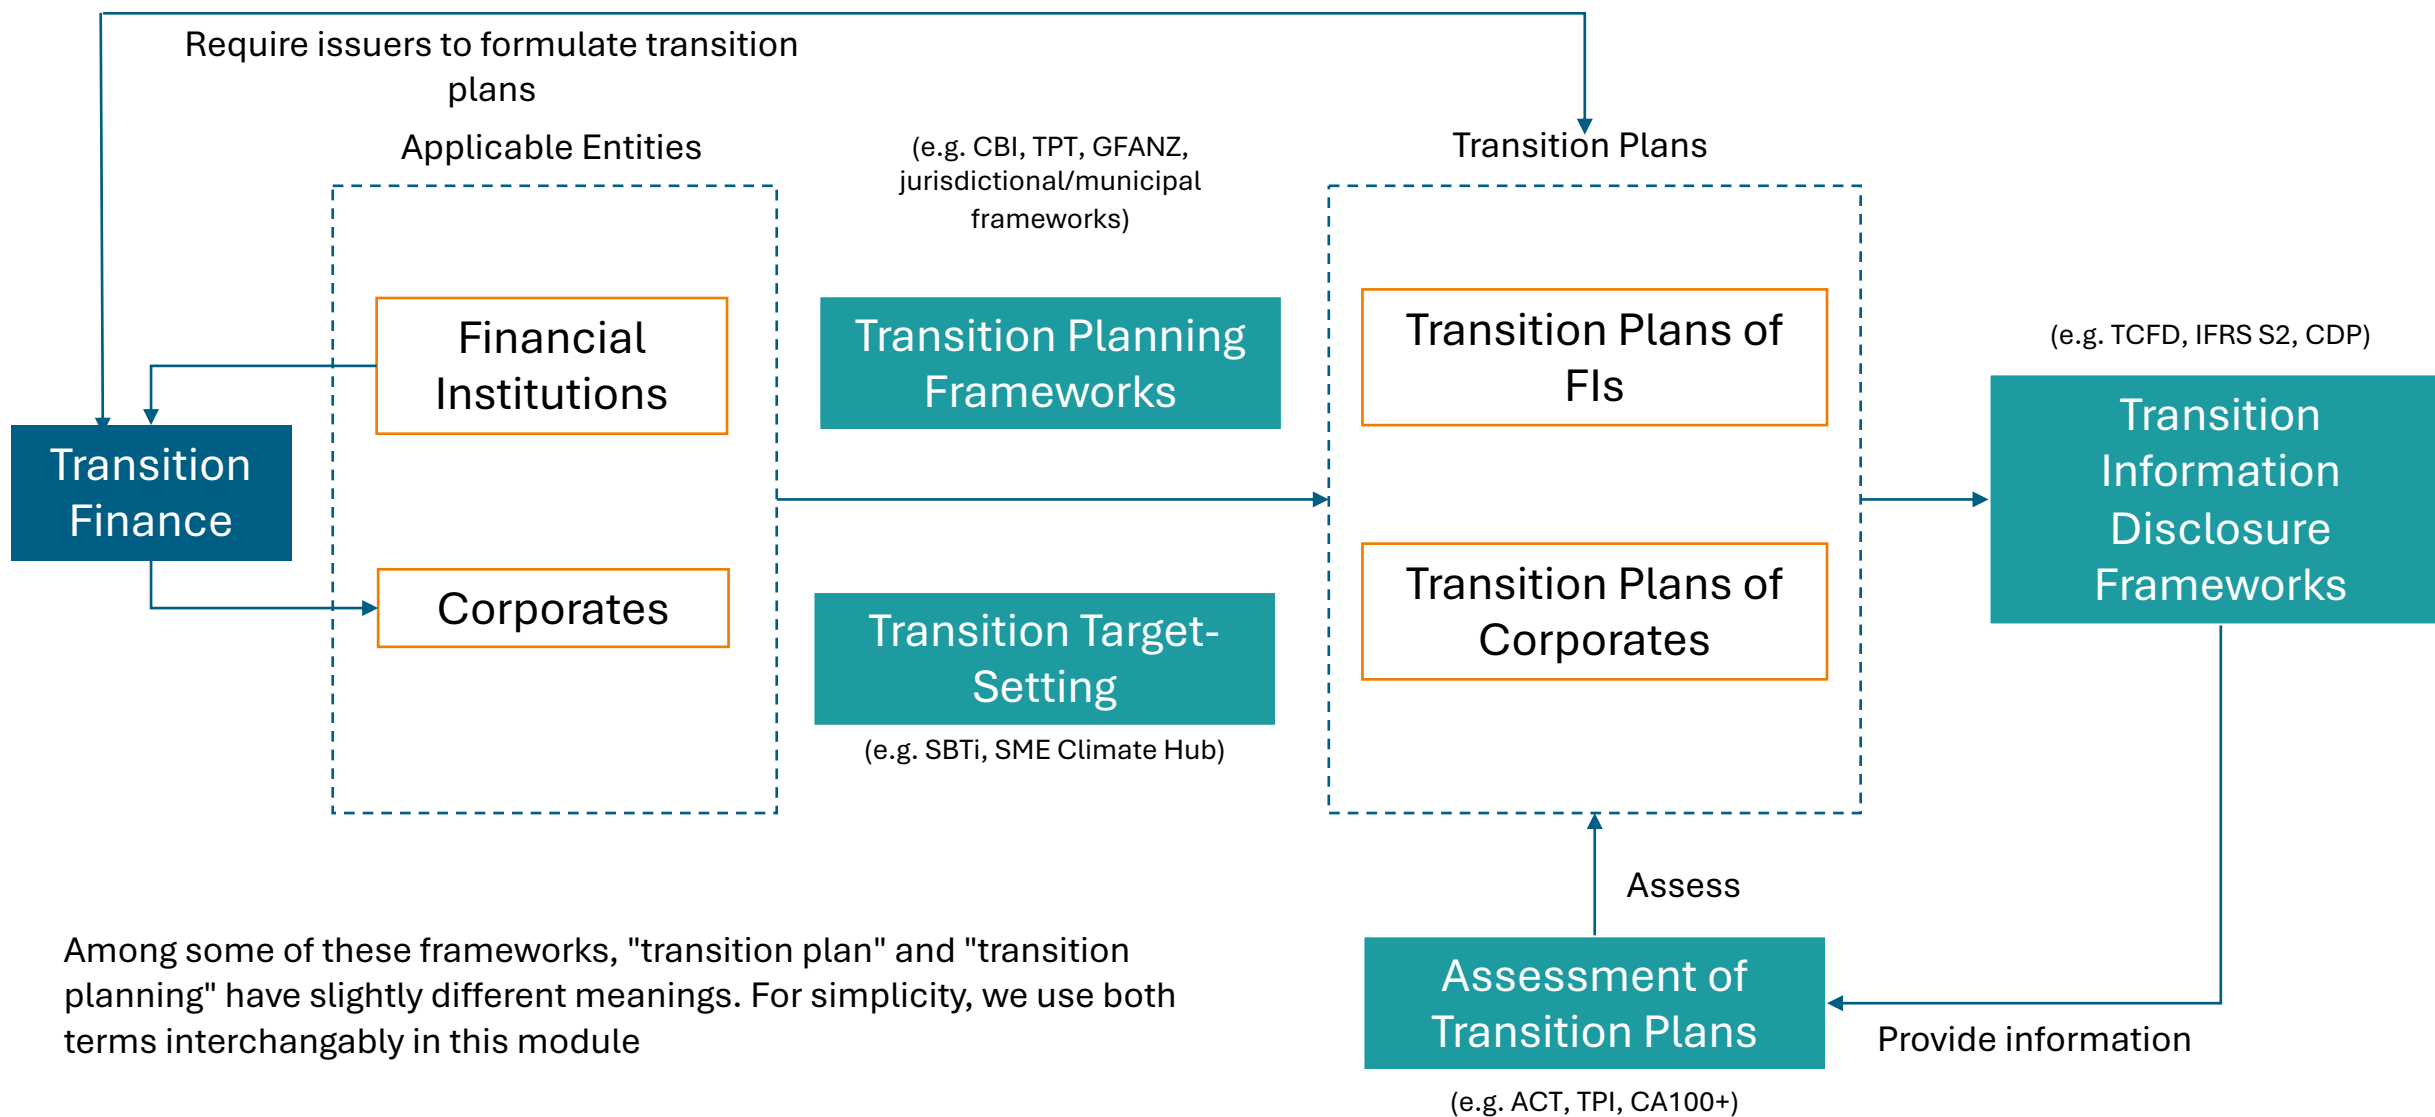 Require issuers to formulate transition
plans
Applicable Entities
(e.g. CBI, TPT, GFANZ,
jurisdictional/municipal
frameworks)
Transition Plans
Financial
Institutions
Transition Planning
Frameworks
Transition Plans of
FIs
(e.g. TCFD, IFRS S2, CDP)
Transition
Information
Disclosure
Frameworks
Transition
Finance
Corporates
Transition Target-
Setting
(e.g. SBTi, SME Climate Hub)
Transition Plans of
Corporates
Assess
Among some of these frameworks, "transition plan" and "transition
planning" have slightly different meanings. For simplicity, we use both
terms interchangably in this module
Assessment of
Transition Plans
(e.g. ACT, TPI, CA100+)
Provide information